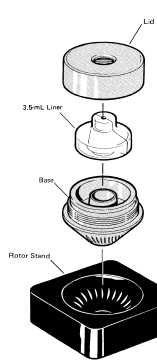 Lid
3.5-mL Liner
Base
Rotor Stand